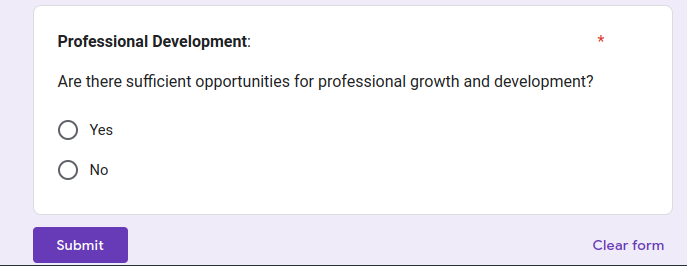 Professional Development: *
Are there sufficient opportunities for professional growth and development?
Yes
No
Submit Clear form